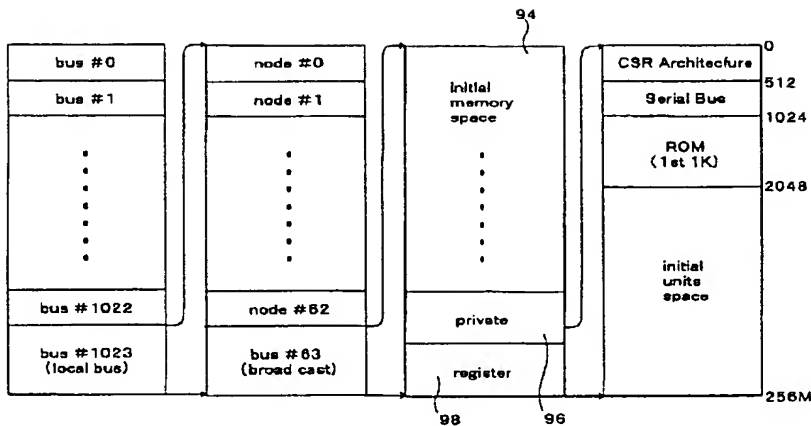 94
bus #0
bus #1
bus #1022
bus #1023
(local bus)
node #0
node #1
node #62
bus #63
(broad cast)
initial
memory
space
private
register
98
96
CSR Architecfure
Serial Bus
ROM
(1st 1K)
initial
units
space
0
512
1024
2048
256M